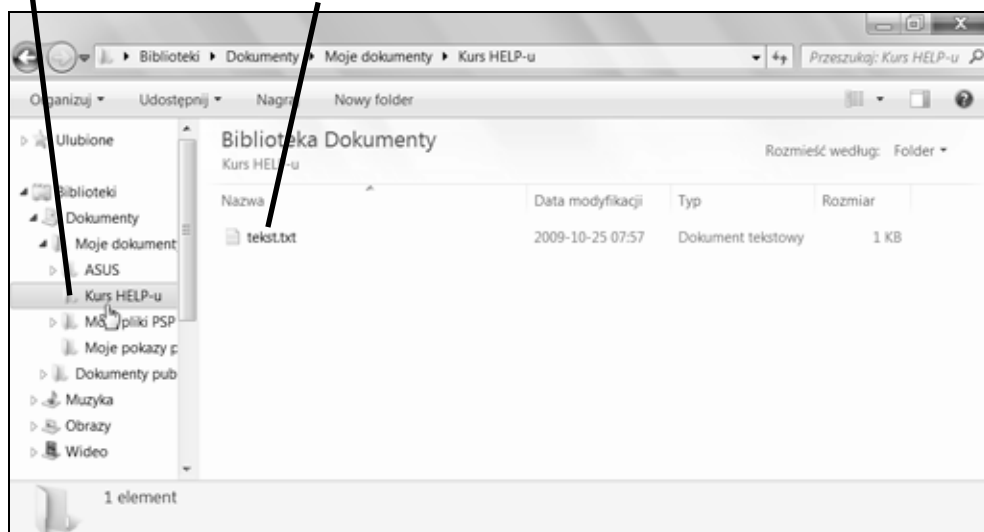 Biblioteki ▸ Dokumenty ▸ Moje dokumenty ▸ Kurs HELP-u
Przeszukaj: Kurs HELP-u
Organizuj Udostępnij Nagraj Nowy folder
Ulubione
Biblioteki
Dokumenty
Moje dokument
ASUS
Kurs HELP-u
pliki PSP
Moje pokazy p
Dokumenty pub
Muzyka
Obrazy
Wideo
Biblioteka Dokumenty
Kurs HELP-u
Rozmieść według: Folder
Nazwa Data modyfikacji Typ Rozmiar
tekst.txt 2009-10-25 07:57 Dokument tekstowy 1 KB
1 element